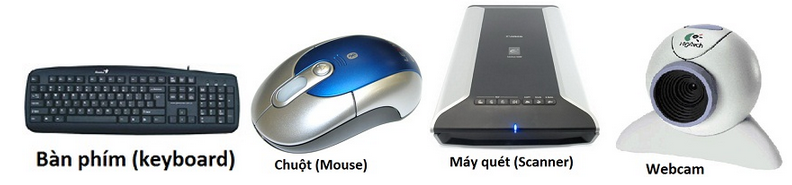 Bàn phím (keyboard)
Chuột (Mouse)
Máy quét (Scanner)
Webcam